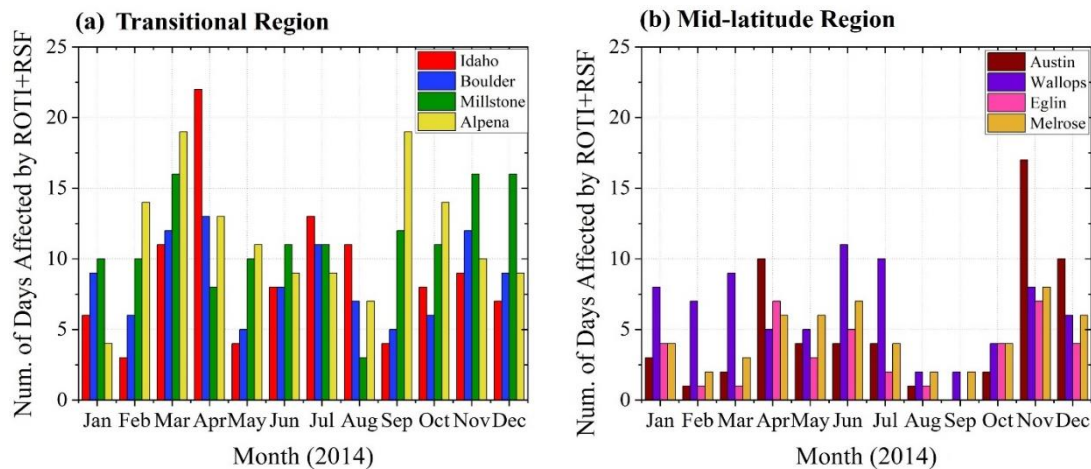 (a) Transitional Region
Num. of Days Affected by ROTI+RSF
25
20
15
10
5
0
Idaho
Boulder
Millstone
Alpena
Jan Feb Mar Apr May Jun Jul Aug Sep Oct Nov Dec
Month (2014)
(b) Mid-latitude Region
Num. of Days Affected by ROTI+RSF
25
20
15
10
5
0
Austin
Wallops
Eglin
Melrose
Jan Feb Mar Apr May Jun Jul Aug Sep Oct Nov Dec
Month (2014)